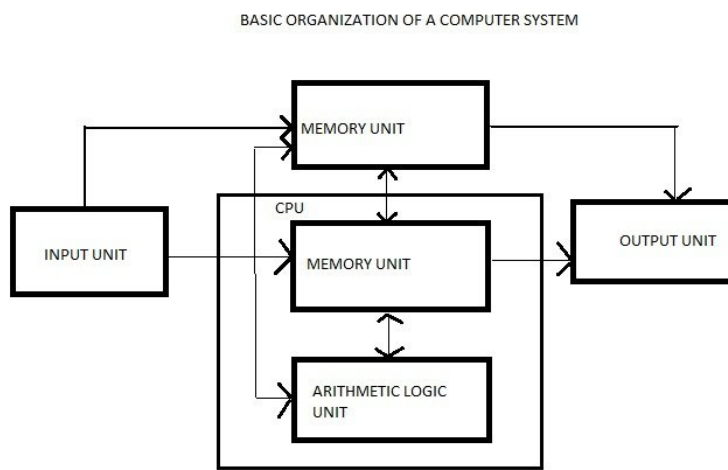 BASIC ORGANIZATION OF A COMPUTER SYSTEM
MEMORY UNIT
CPU
INPUT UNIT
MEMORY UNIT
OUTPUT UNIT
ARITHMETIC LOGIC
UNIT